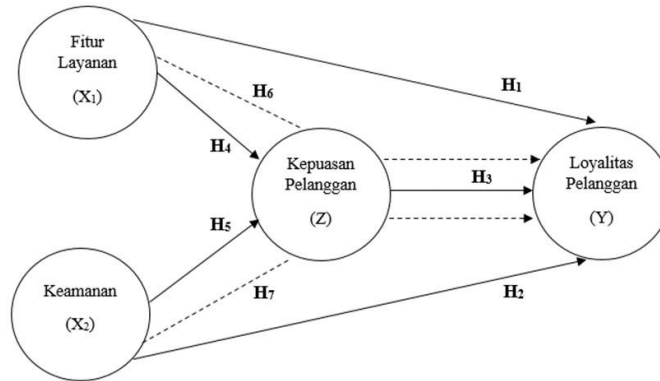 Fitur
Layanan
(X₁)
H₁
H₆
H₄
Kepuasan
Pelanggan
(Z)
H₃
Loyalitas
Pelanggan
(Y)
H₅
Keamanan
(X₂)
H₇
H₂